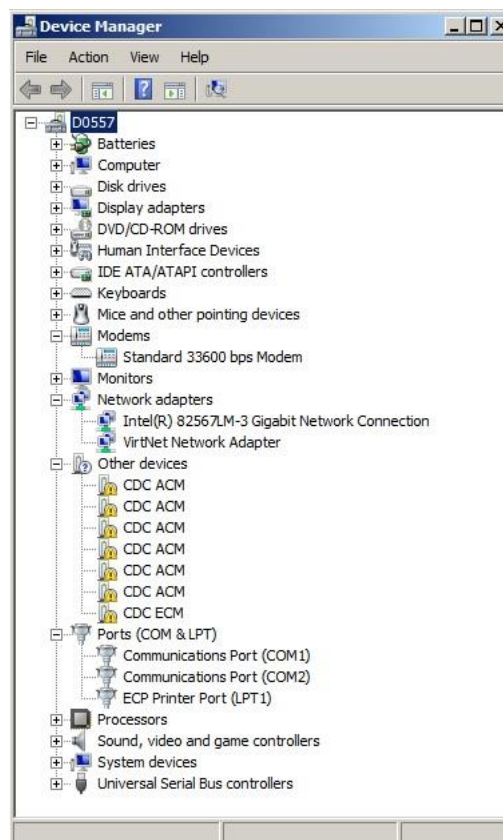 Device Manager
File Action View Help
D0557
Batteries
Computer
Disk drives
Display adapters
DVD/CD-ROM drives
Human Interface Devices
IDE ATA/ATAPI controllers
Keyboards
Mice and other pointing devices
Modems
Standard 33600 bps Modem
Monitors
Network adapters
Intel(R) 82567LM-3 Gigabit Network Connection
VirtNet Network Adapter
Other devices
CDC ACM
CDC ACM
CDC ACM
CDC ACM
CDC ACM
CDC ACM
CDC ECM
Ports (COM & LPT)
Communications Port (COM1)
Communications Port (COM2)
ECP Printer Port (LPT1)
Processors
Sound, video and game controllers
System devices
Universal Serial Bus controllers